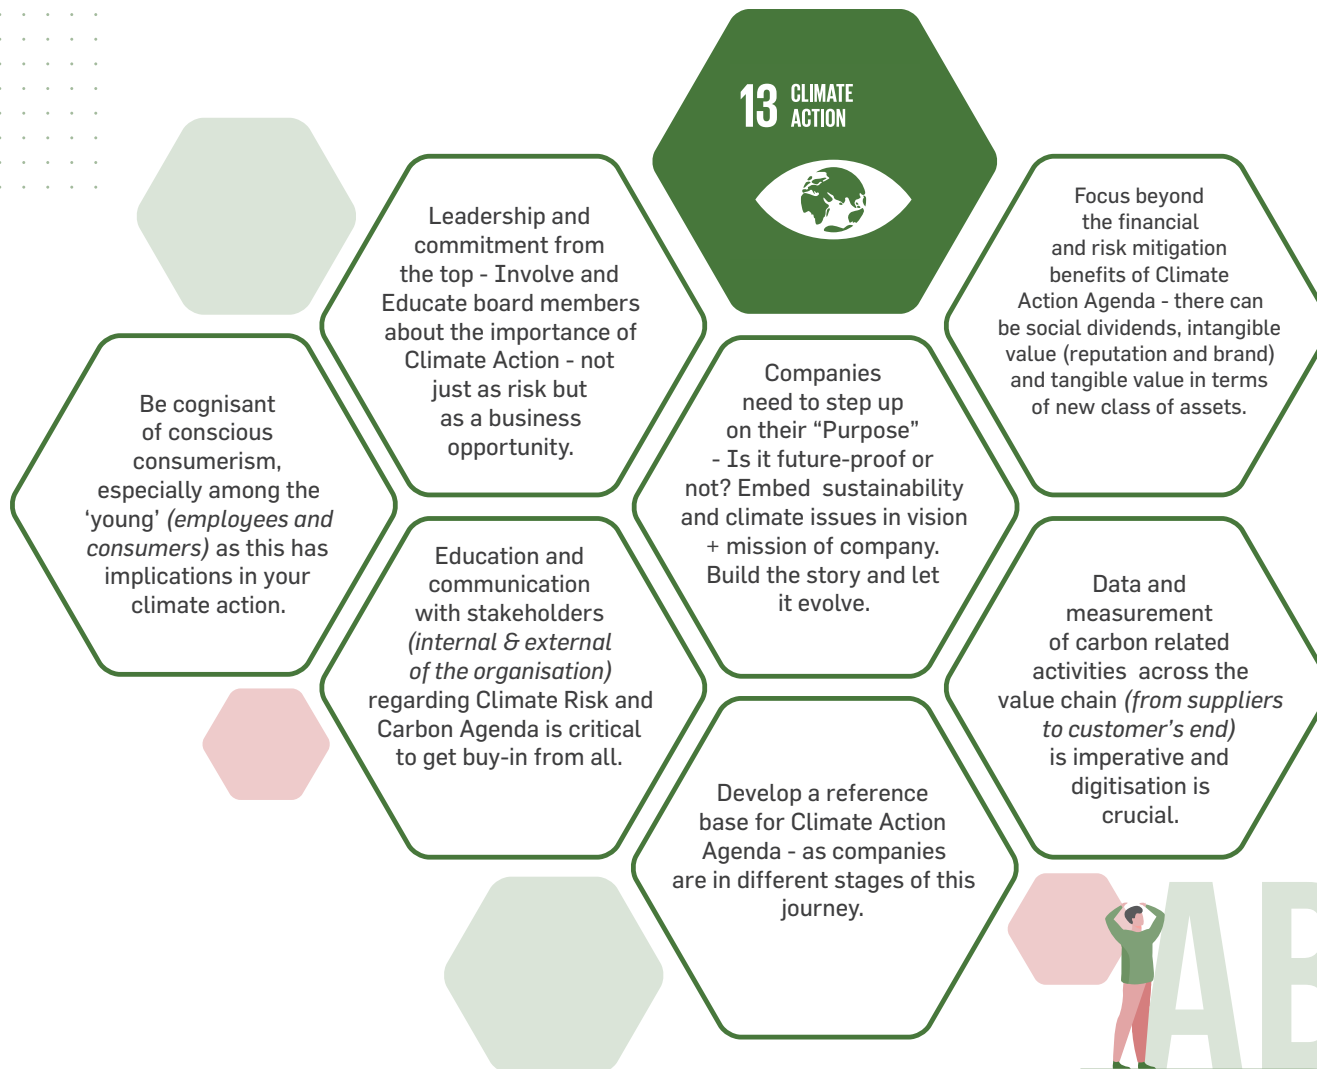 13 CLIMATE
ACTION
Leadership and
commitment from
the top - Involve and
Educate board members
about the importance of
Climate Action - not
just as risk but
as a business
opportunity.
Focus beyond
the financial
and risk mitigation
benefits of Climate
Action Agenda - there can
be social dividends, intangible
value (reputation and brand)
and tangible value in terms
of new class of assets.
Be cognisant
of conscious
consumerism,
especially among the
‘young’ (employees and
consumers) as this has
implications in your
climate action.
Companies
need to step up
on their “Purpose”
- Is it future-proof or
not? Embed  sustainability
and climate issues in vision
+ mission of company.
Build the story and let
it evolve.
Education and
communication
with stakeholders
(internal & external
of the organisation)
regarding Climate Risk and
Carbon Agenda is critical
to get buy-in from all.
Data and
measurement
of carbon related
activities  across the
value chain (from suppliers
to customer's end)
is imperative and
digitisation is
crucial.
Develop a reference
base for Climate Action
Agenda - as companies
are in different stages of this
journey.
AB